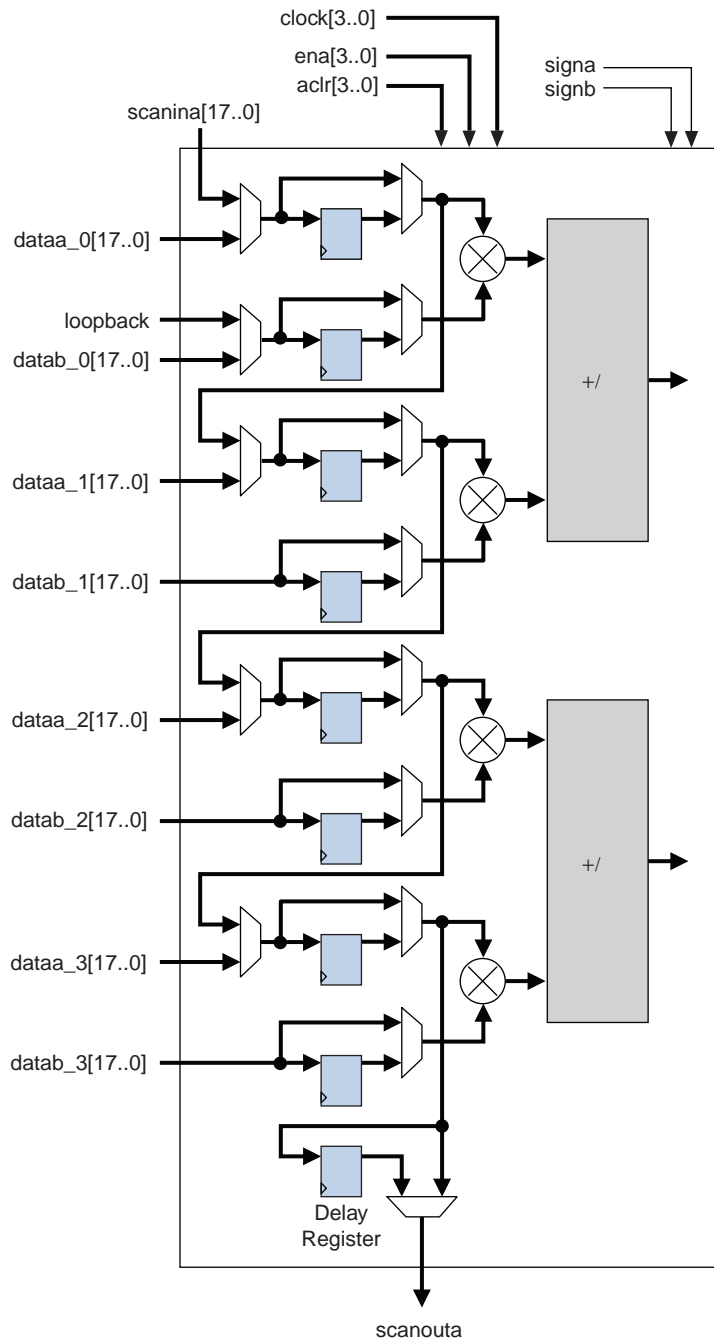 clock[3..0]
ena[3..0]
aclr[3..0]
signa
signb
scanina[17..0]
dataa_0[17..0]
loopback
datab_0[17..0]
+/
dataa_1[17..0]
datab_1[17..0]
dataa_2[17..0]
datab_2[17..0]
+/
dataa_3[17..0]
datab_3[17..0]
Delay
Register
scanouta